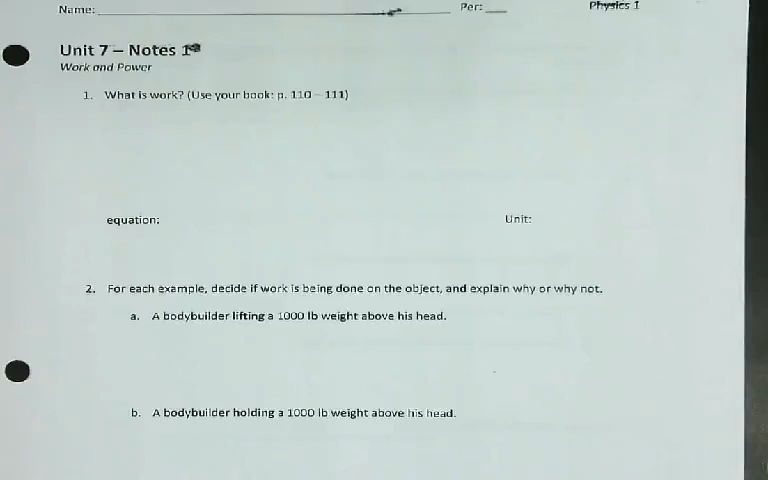 Name: Per: Physics 1
Unit 7 – Notes 1
Work and Power
1. What is work? (Use your book: p. 110 – 111)
equation: Unit:
2. For each example, decide if work is being done on the object, and explain why or why not.
a. A bodybuilder lifting a 1000 lb weight above his head.
b. A bodybuilder holding a 1000 lb weight above his head.